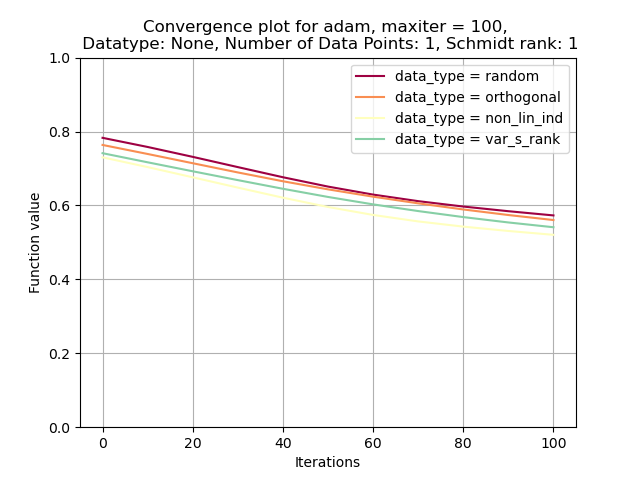 Convergence plot for adam, maxiter = 100,
Datatype: None, Number of Data Points: 1, Schmidt rank: 1
data_type = random
data_type = orthogonal
data_type = non_lin_ind
data_type = var_s_rank
1.0
0.8
0.6
0.4
0.2
0.0
Function value
0 20 40 60 80 100
Iterations